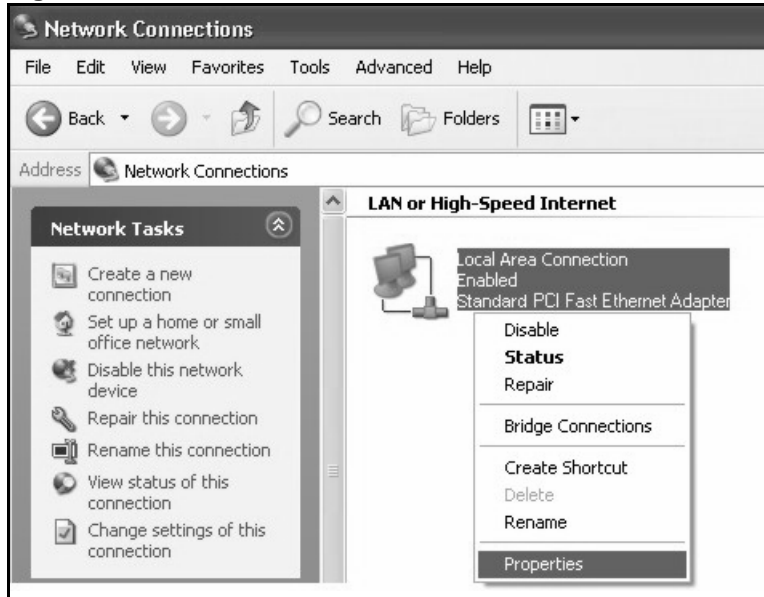 Network Connections
File Edit View Favorites Tools Advanced Help
Back Search Folders
Address Network Connections
Network Tasks
Create a new
connection
Set up a home or small
office network
Disable this network
device
Repair this connection
Rename this connection
View status of this
connection
Change settings of this
connection
LAN or High-Speed Internet
Local Area Connection
Enabled
Standard PCI Fast Ethernet Adapter
Disable
Status
Repair
Bridge Connections
Create Shortcut
Delete
Rename
Properties